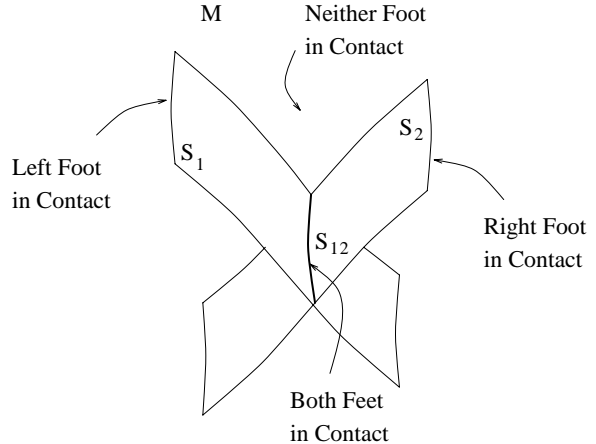 M
Neither Foot
in Contact
S2
S1
Left Foot
in Contact
Right Foot
in Contact
S12
Both Feet
in Contact